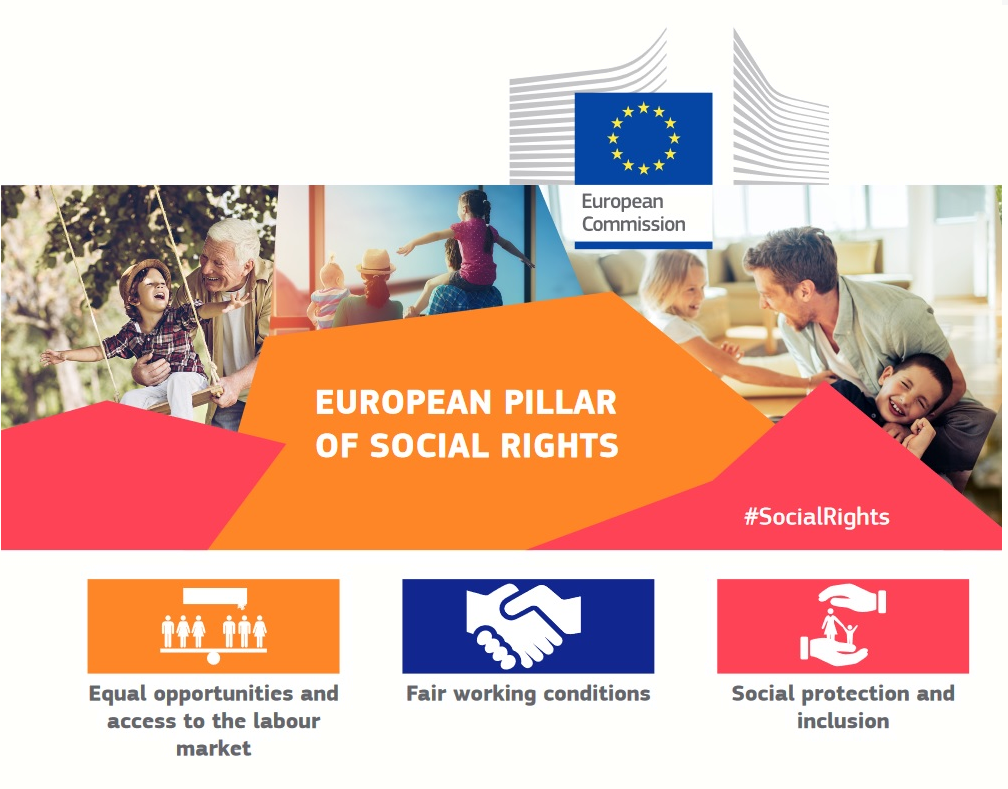 European
Commission
EUROPEAN PILLAR
OF SOCIAL RIGHTS
#SocialRights
Equal opportunities and
access to the labour
market
Fair working conditions
Social protection and
inclusion